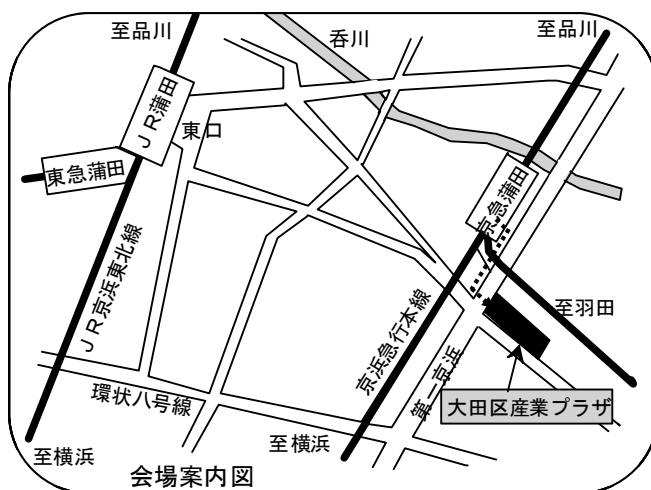 至品川
呑川
至品川
ＪＲ蒲田
東口
東急蒲田
京急蒲田
ＪＲ京浜東北線
至羽田
京浜急行本線
第一京浜
環状八号線
大田区産業プラザ
至横浜
至横浜
会場案内図